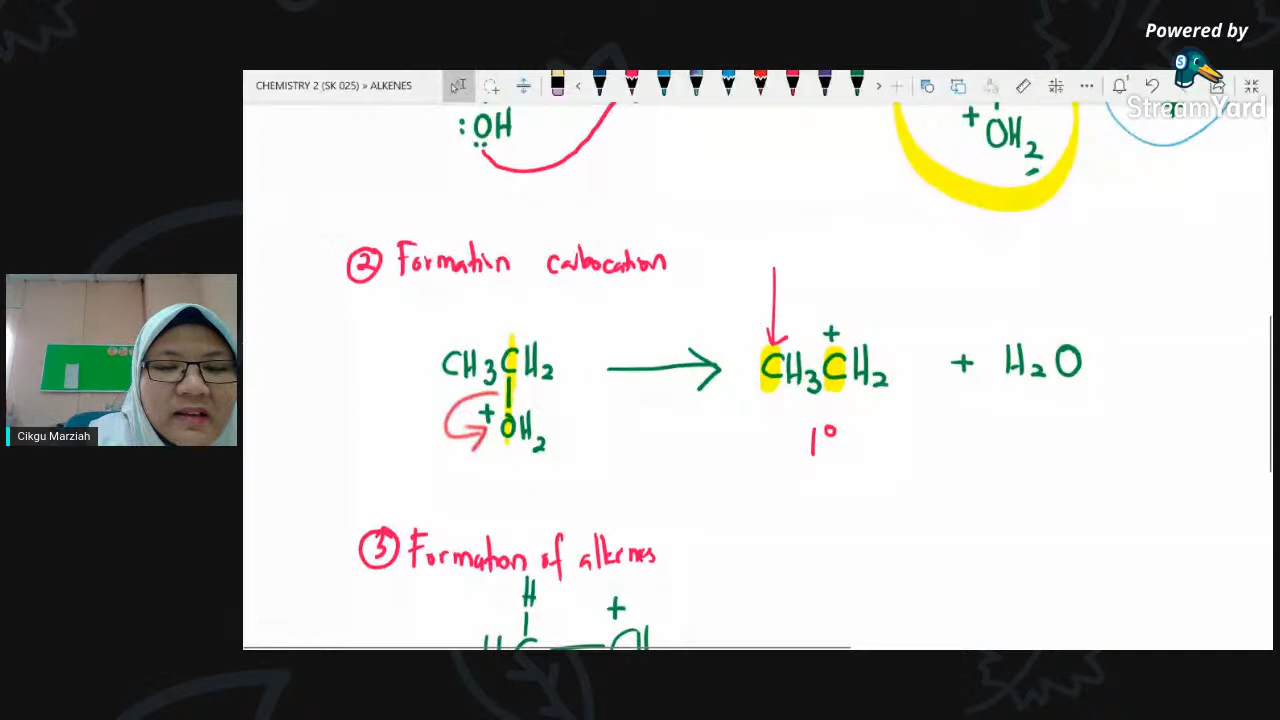 Powered by
StreamYard
CHEMISTRY 2 (SK 025) » ALKENES
:OH
+
OH2
② Formatin carbocation
CH3CH2 → CH3CH2 + H2O
+
+
OH2
1°
③ Formation of alkenes
H
+
Cikgu Marziah